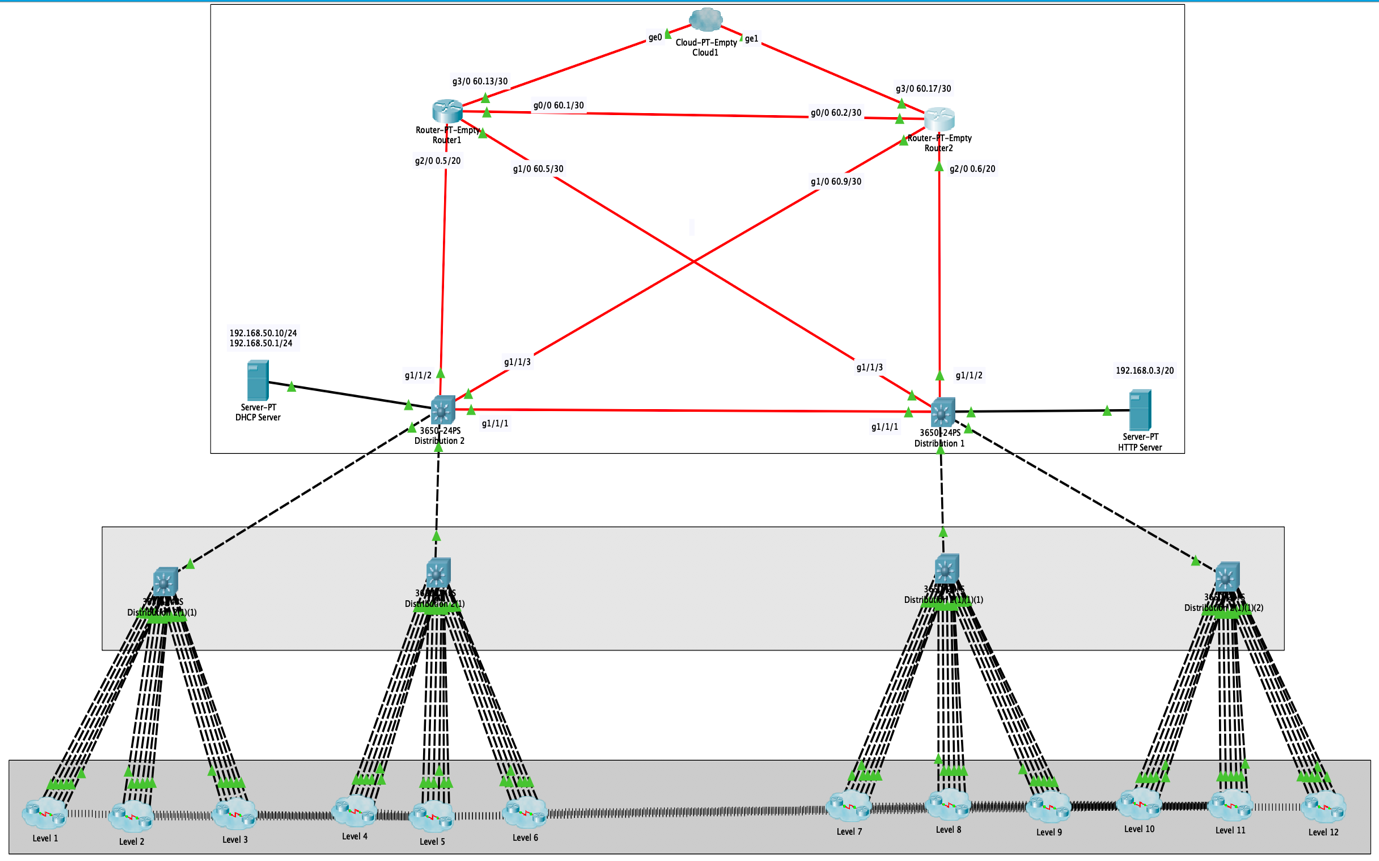 ge0
ge1
Cloud-PT-Empty
Cloud1
g3/0 60.13/30
g3/0 60.17/30
g0/0 60.1/30
g0/0 60.2/30
Router-PT-Empty
Router1
Router-PT-Empty
Router2
g2/0 0.5/20
g1/0 60.5/30
g1/0 60.9/30
g2/0 0.6/20
192.168.50.10/24
192.168.50.1/24
g1/1/3
g1/1/3
g1/1/2
g1/1/2
192.168.0.3/20
Server-PT
DHCP Server
g1/1/1
g1/1/1
3650-24PS
Distribution 2
3650-24PS
Distribution 1
Server-PT
HTTP Server
Level 1
Level 2
Level 3
Level 4
Level 5
Level 6
Level 7
Level 8
Level 9
Level 10
Level 11
Level 12